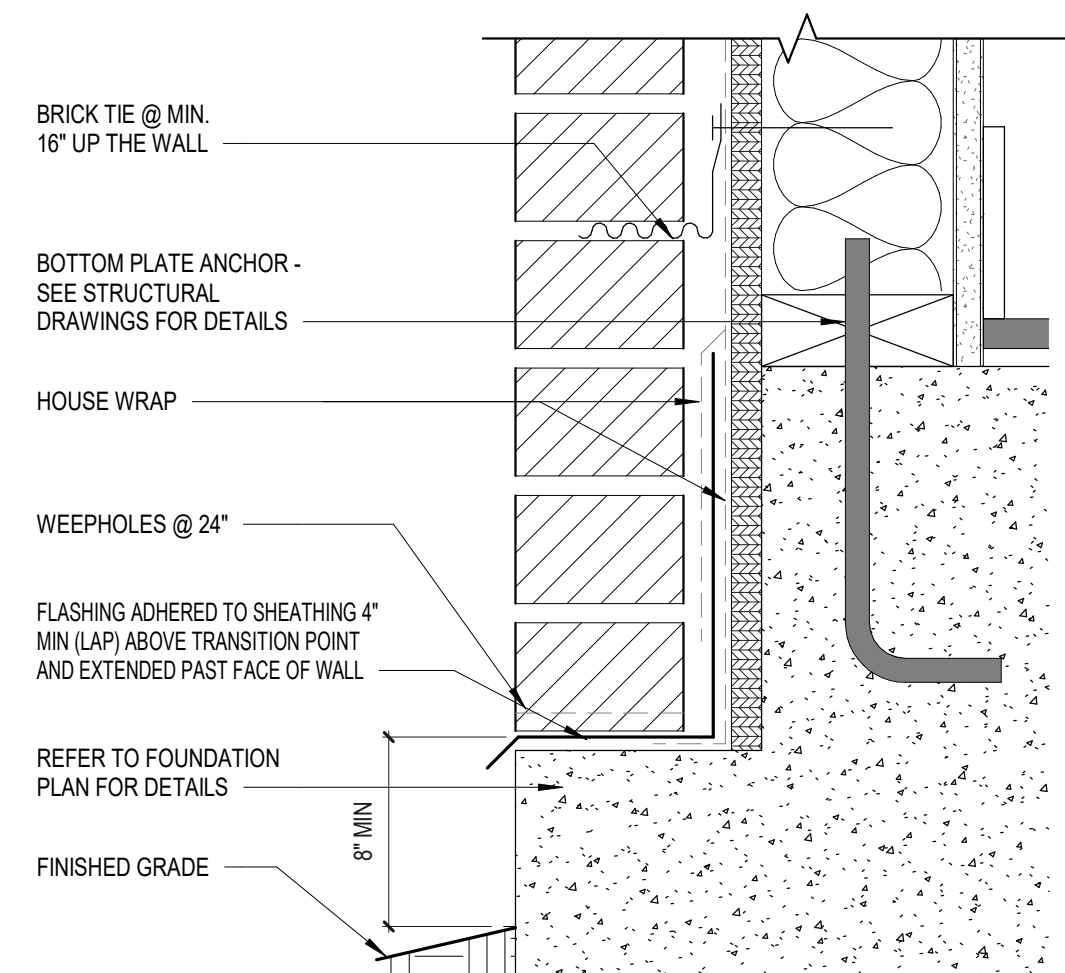 BRICK TIE @ MIN.
16" UP THE WALL
BOTTOM PLATE ANCHOR -
SEE STRUCTURAL
DRAWINGS FOR DETAILS
HOUSE WRAP
WEEPHOLES @ 24"
FLASHING ADHERED TO SHEATHING 4"
MIN (LAP) ABOVE TRANSITION POINT
AND EXTENDED PAST FACE OF WALL
REFER TO FOUNDATION
PLAN FOR DETAILS
8" MIN
FINISHED GRADE